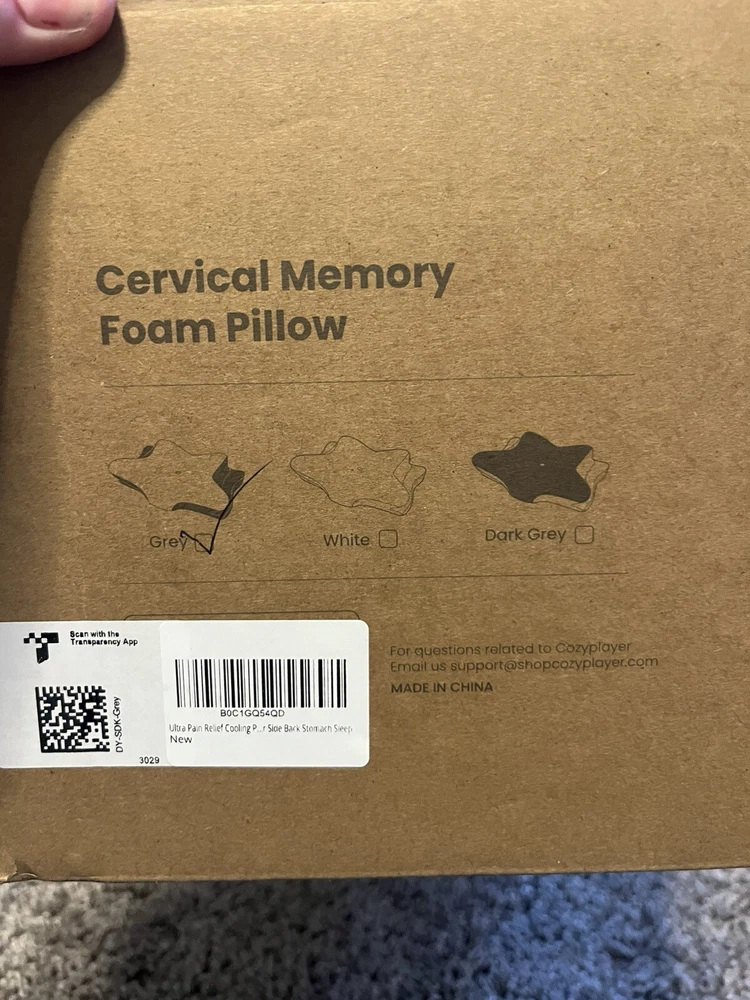 Cervical Memory
Foam Pillow
Grey
White
Dark Grey
Scan with the
Transparency App
DY-SDK-Grey
3029
B0C1GQ54QD
Ultra Pain Relief Cooling P...r Side Back Stomach Sleep
New
For questions related to Cozyplayer
Email us support@shopcozyplayer.com
MADE IN CHINA